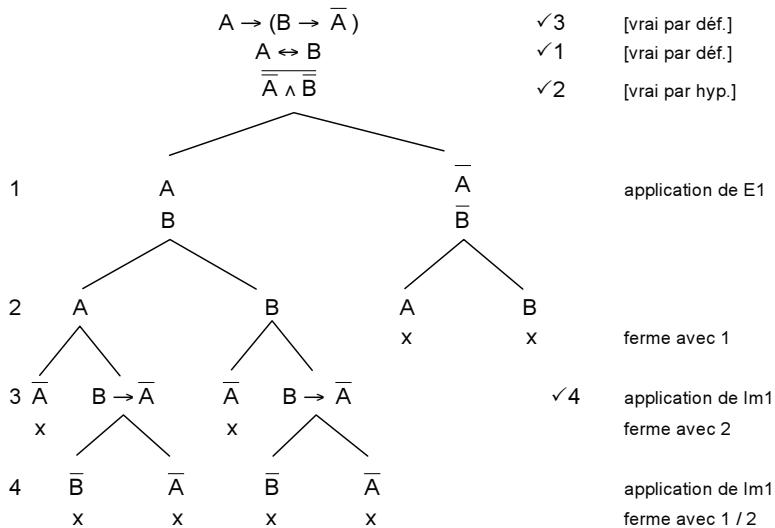 A → (B → A̅) ✓3 [vrai par déf.]
A ↔ B ✓1 [vrai par déf.]
¯(A̅ ∧ B̅) ✓2 [vrai par hyp.]
1 A A̅ application de E1
B B̅
2 A B A B
x x ferme avec 1
3 A̅ B → A̅ A̅ B → A̅ ✓4 application de Im1
x x ferme avec 2
4 B̅ A̅ B̅ A̅ application de Im1
x x x x ferme avec 1 / 2